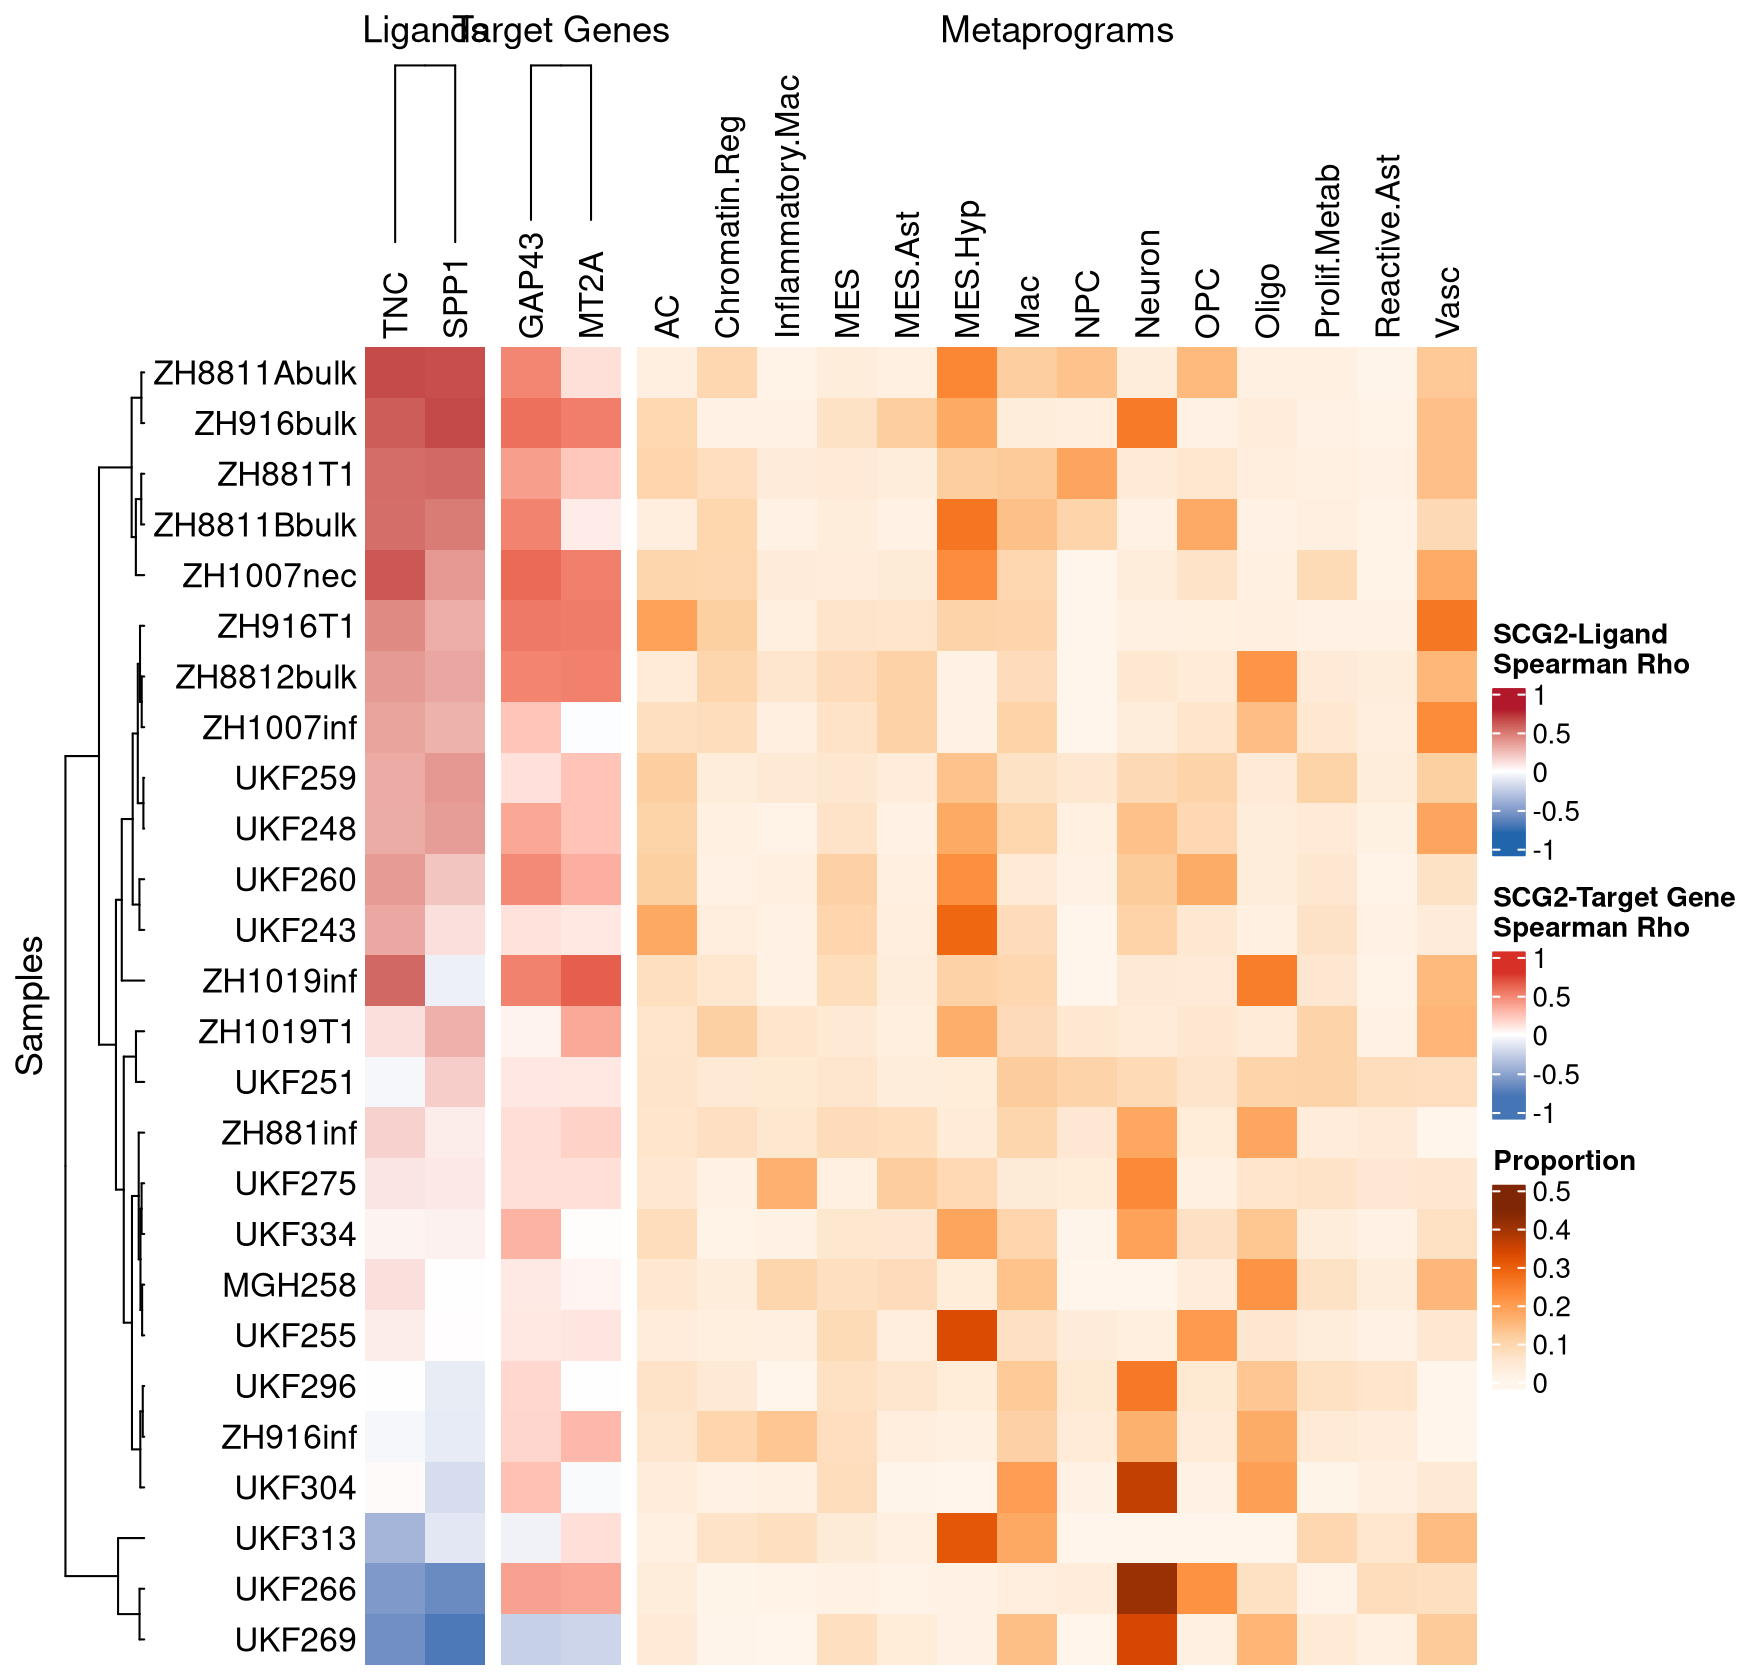 Ligands
Target Genes
Metaprograms
TNC
SPP1
GAP43
MT2A
AC
Chromatin.Reg
Inflammatory.Mac
MES
MES.Ast
MES.Hyp
Mac
NPC
Neuron
OPC
Oligo
Prolif.Metab
Reactive.Ast
Vasc
Samples
ZH8811Abulk
ZH916bulk
ZH881T1
ZH8811Bbulk
ZH1007nec
ZH916T1
ZH8812bulk
ZH1007inf
UKF259
UKF248
UKF260
UKF243
ZH1019inf
ZH1019T1
UKF251
ZH881inf
UKF275
UKF334
MGH258
UKF255
UKF296
ZH916inf
UKF304
UKF313
UKF266
UKF269
SCG2-Ligand
Spearman Rho
1
0.5
0
-0.5
-1
SCG2-Target Gene
Spearman Rho
1
0.5
0
-0.5
-1
Proportion
0.5
0.4
0.3
0.2
0.1
0